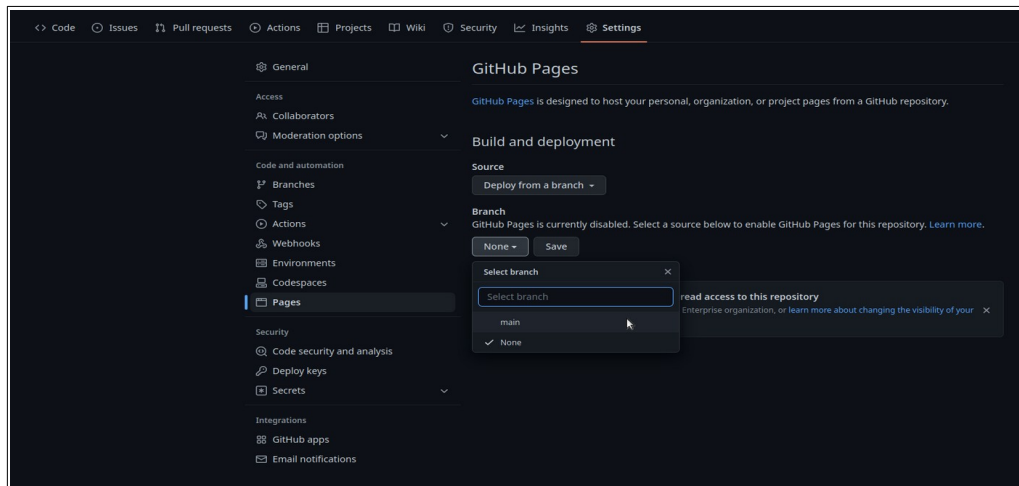 <> Code Issues Pull requests Actions Projects Wiki Security Insights Settings
General
Access
Collaborators
Moderation options
Code and automation
Branches
Tags
Actions
Webhooks
Environments
Codespaces
Pages
Security
Code security and analysis
Deploy keys
Secrets
Integrations
GitHub apps
Email notifications
GitHub Pages
GitHub Pages is designed to host your personal, organization, or project pages from a GitHub repository.
Build and deployment
Source
Deploy from a branch
Branch
GitHub Pages is currently disabled. Select a source below to enable GitHub Pages for this repository. Learn more.
None Save
Select branch
Select branch
main
None
read access to this repository
Enterprise organization, or learn more about changing the visibility of your